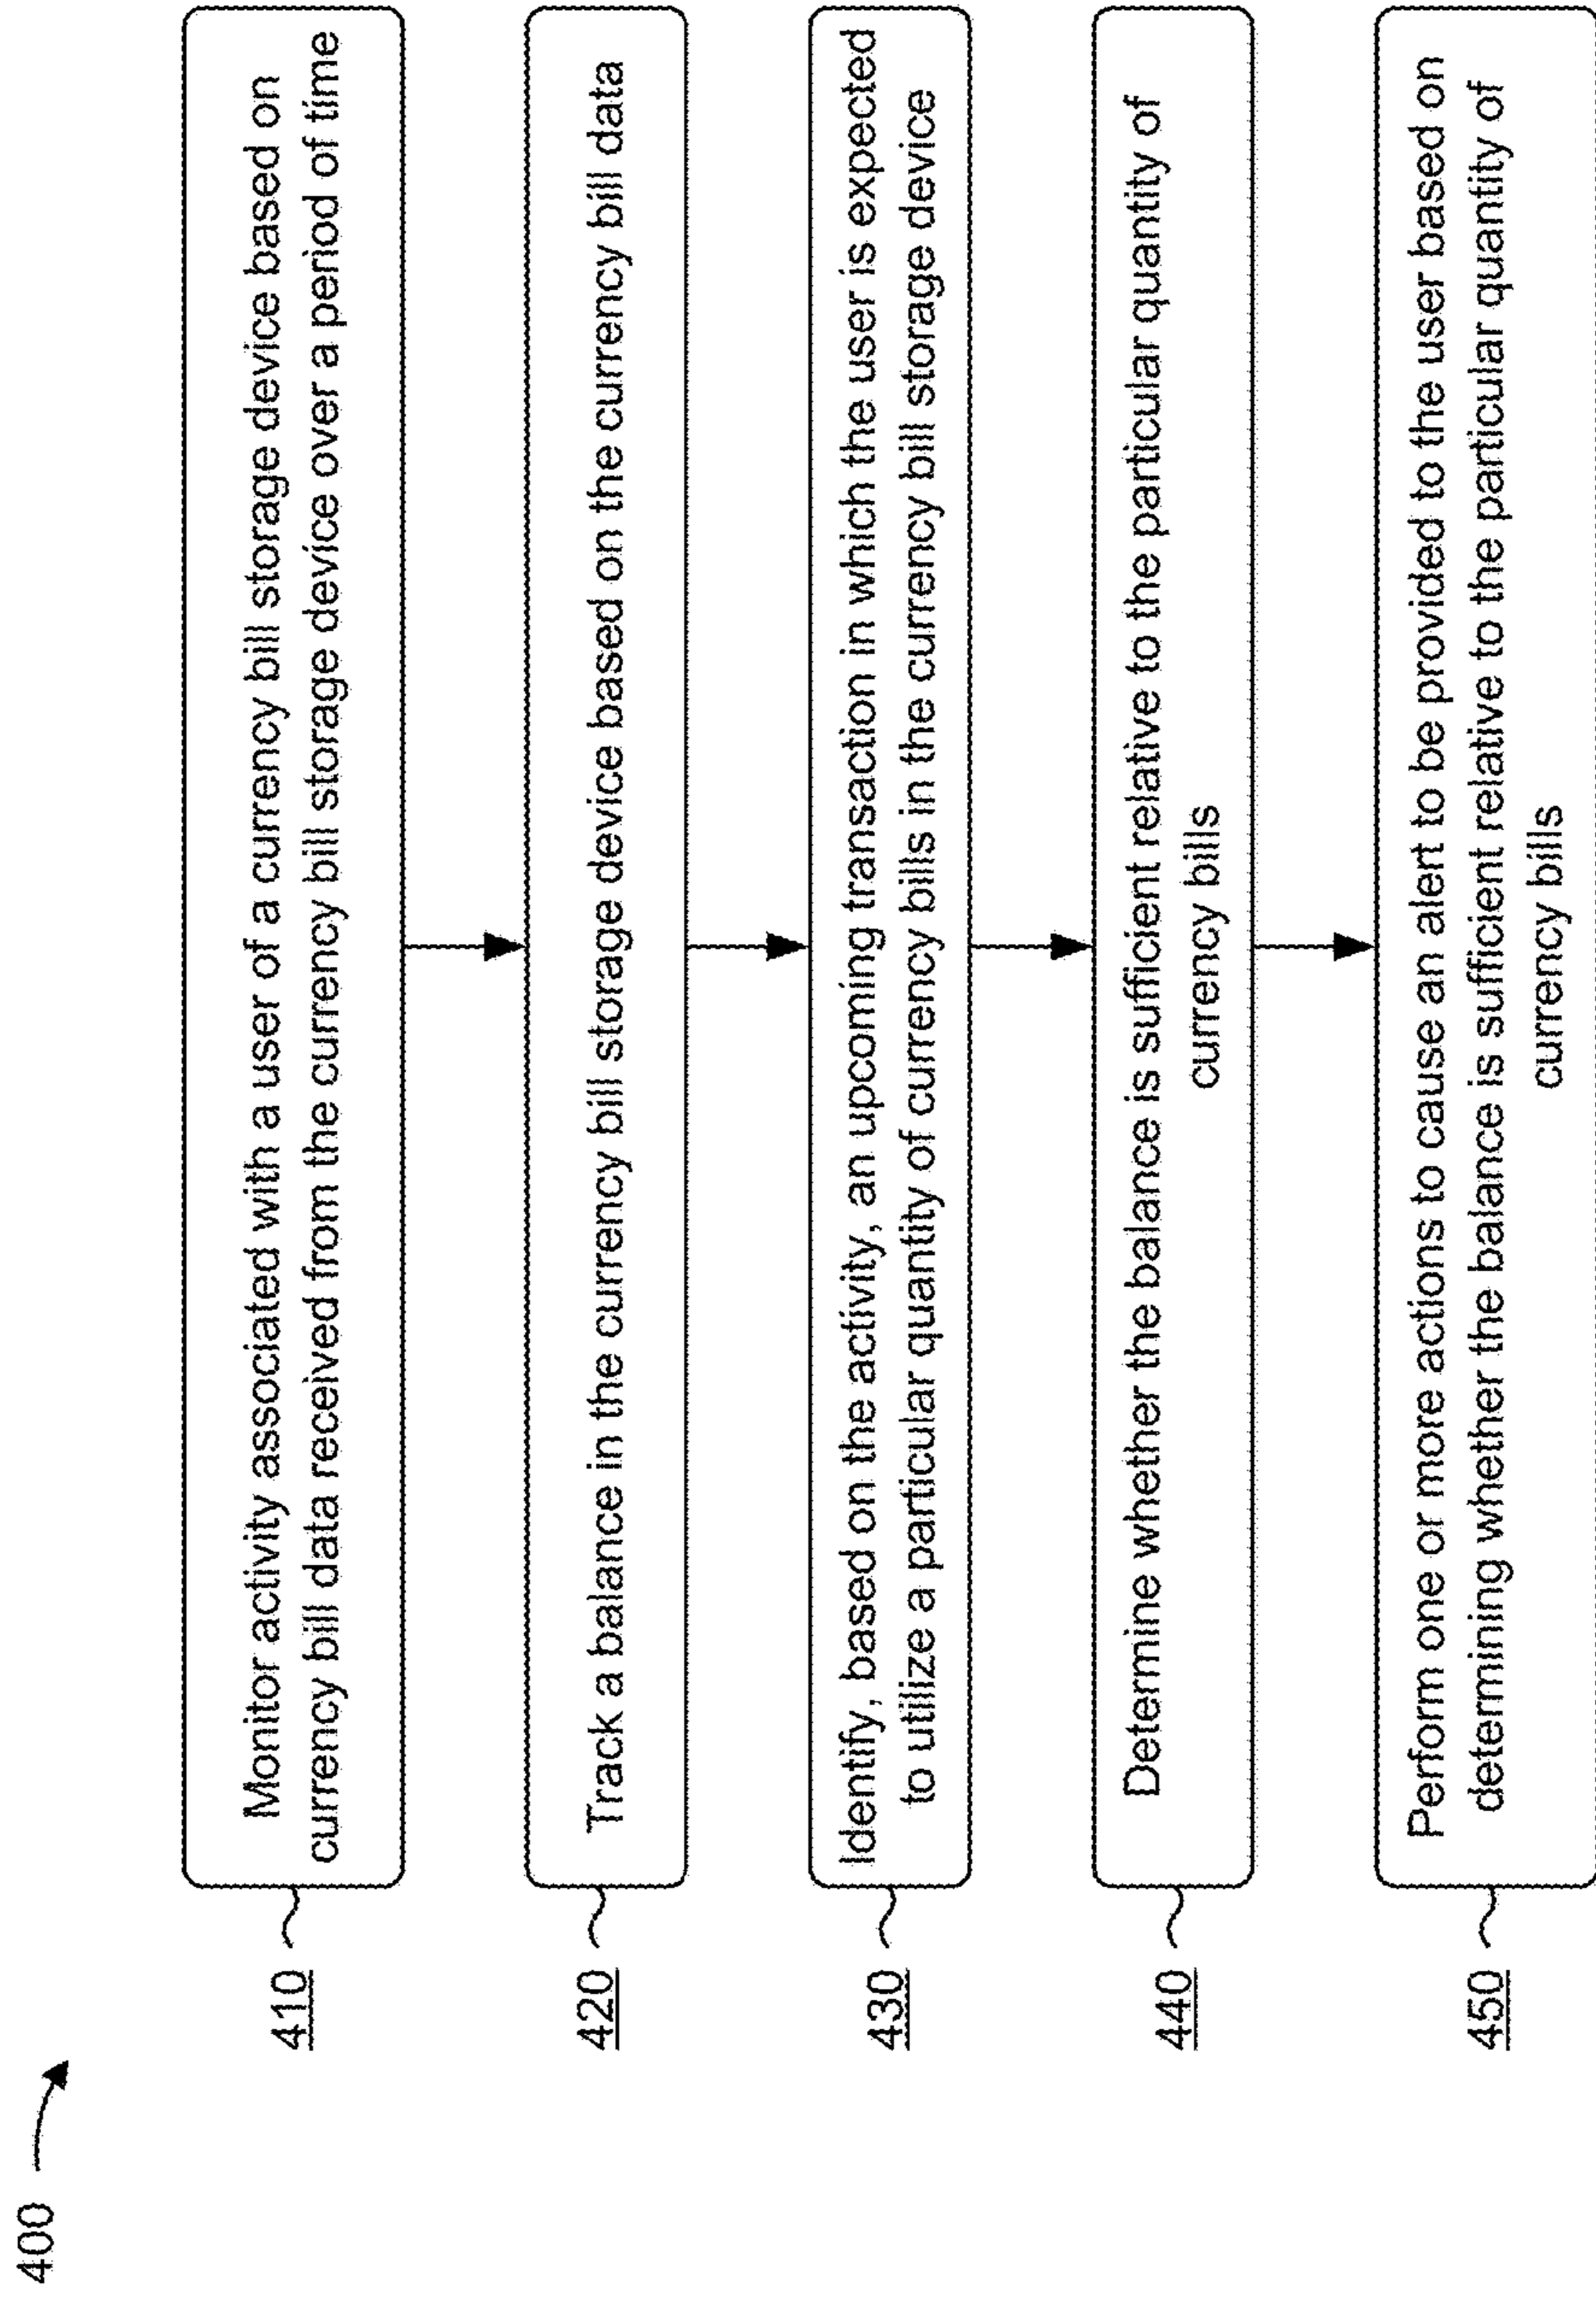 400
410
Monitor activity associated with a user of a currency bill storage device based on
currency bill data received from the currency bill storage device over a period of time
420
Track a balance in the currency bill storage device based on the currency bill data
430
Identify, based on the activity, an upcoming transaction in which the user is expected
to utilize a particular quantity of currency bills in the currency bill storage device
440
Determine whether the balance is sufficient relative to the particular quantity of
currency bills
450
Perform one or more actions to cause an alert to be provided to the user based on
determining whether the balance is sufficient relative to the particular quantity of
currency bills